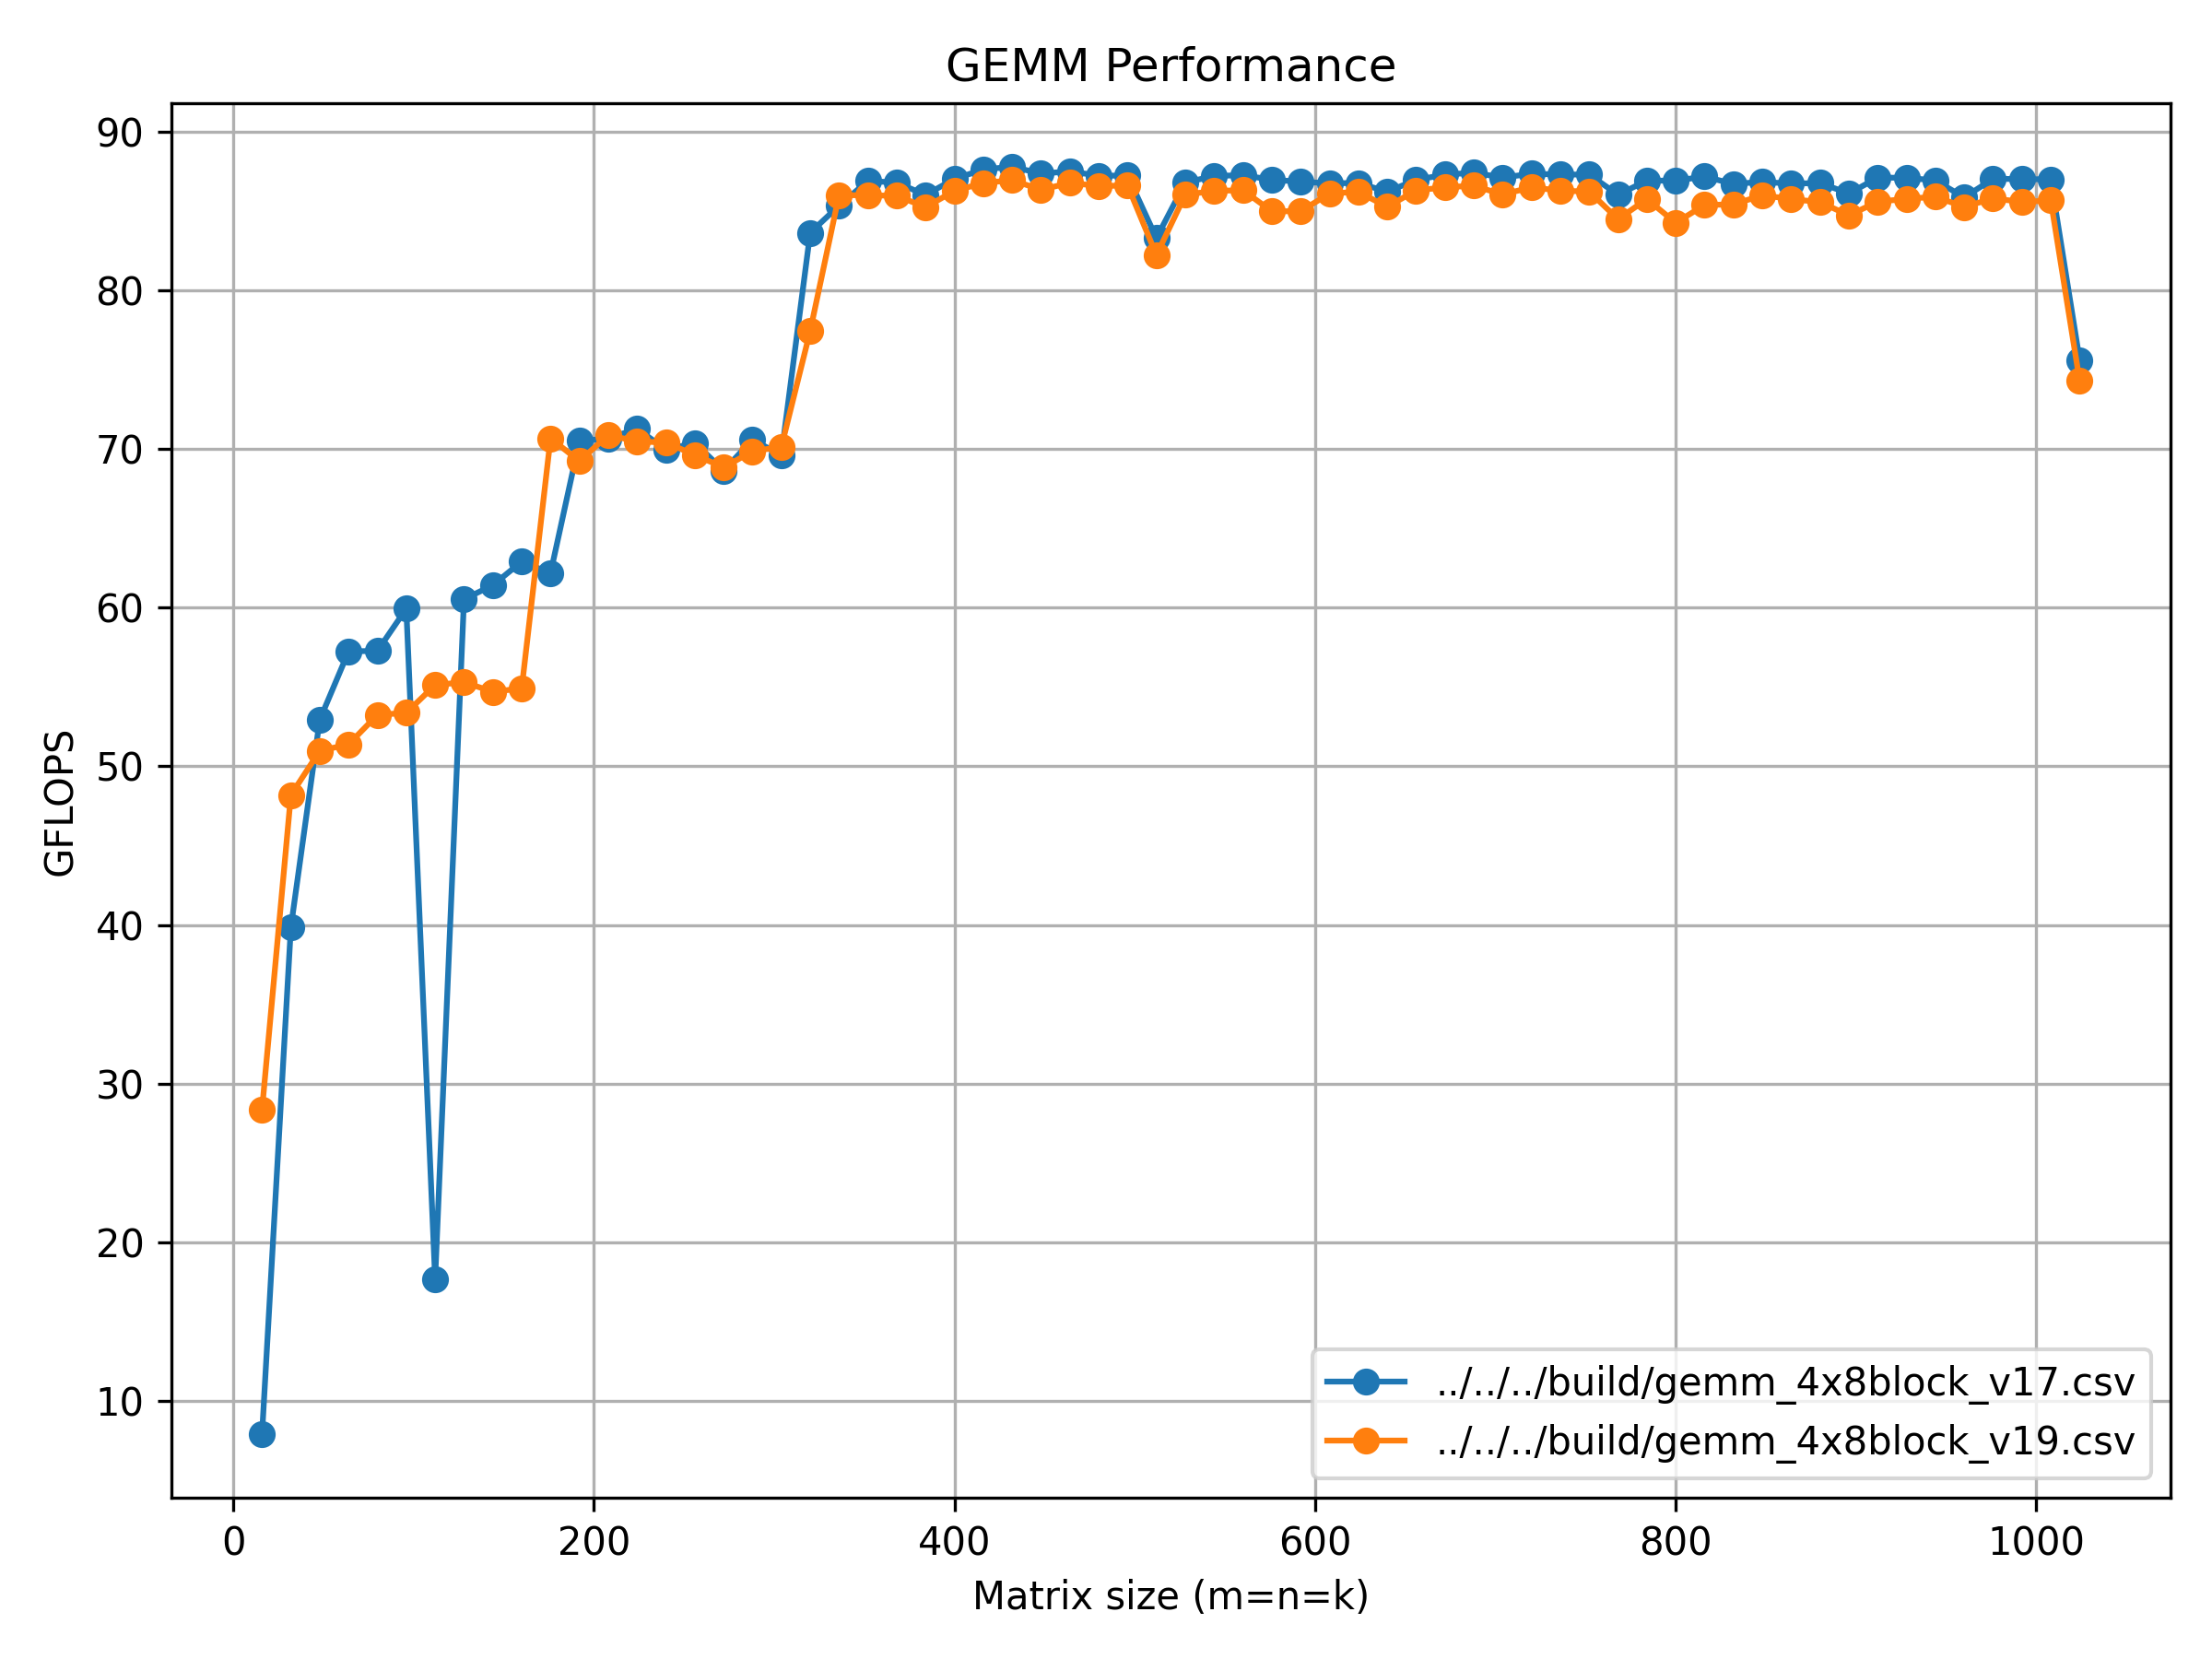 GEMM Performance
90
80
70
60
50
40
30
20
10
GFLOPS
0 200 400 600 800 1000
Matrix size (m=n=k)
../../../build/gemm_4x8block_v17.csv
../../../build/gemm_4x8block_v19.csv